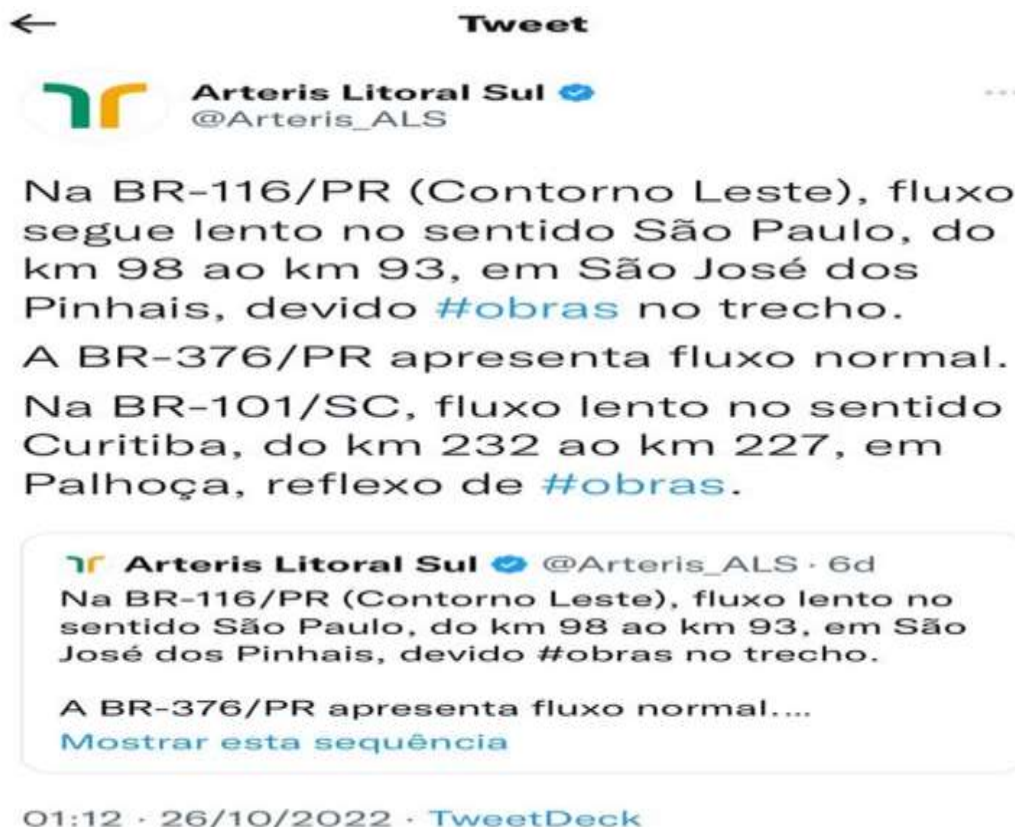 Tweet
Arteris Litoral Sul
@Arteris_ALS
Na BR-116/PR (Contorno Leste), fluxo
segue lento no sentido São Paulo, do
km 98 ao km 93, em São José dos
Pinhais, devido #obras no trecho.
A BR-376/PR apresenta fluxo normal.
Na BR-101/SC, fluxo lento no sentido
Curitiba, do km 232 ao km 227, em
Palhoça, reflexo de #obras.
Arteris Litoral Sul @Arteris_ALS · 6d
Na BR-116/PR (Contorno Leste), fluxo lento no
sentido São Paulo, do km 98 ao km 93, em São
José dos Pinhais, devido #obras no trecho.
A BR-376/PR apresenta fluxo normal....
Mostrar esta sequência
01:12 · 26/10/2022 · TweetDeck